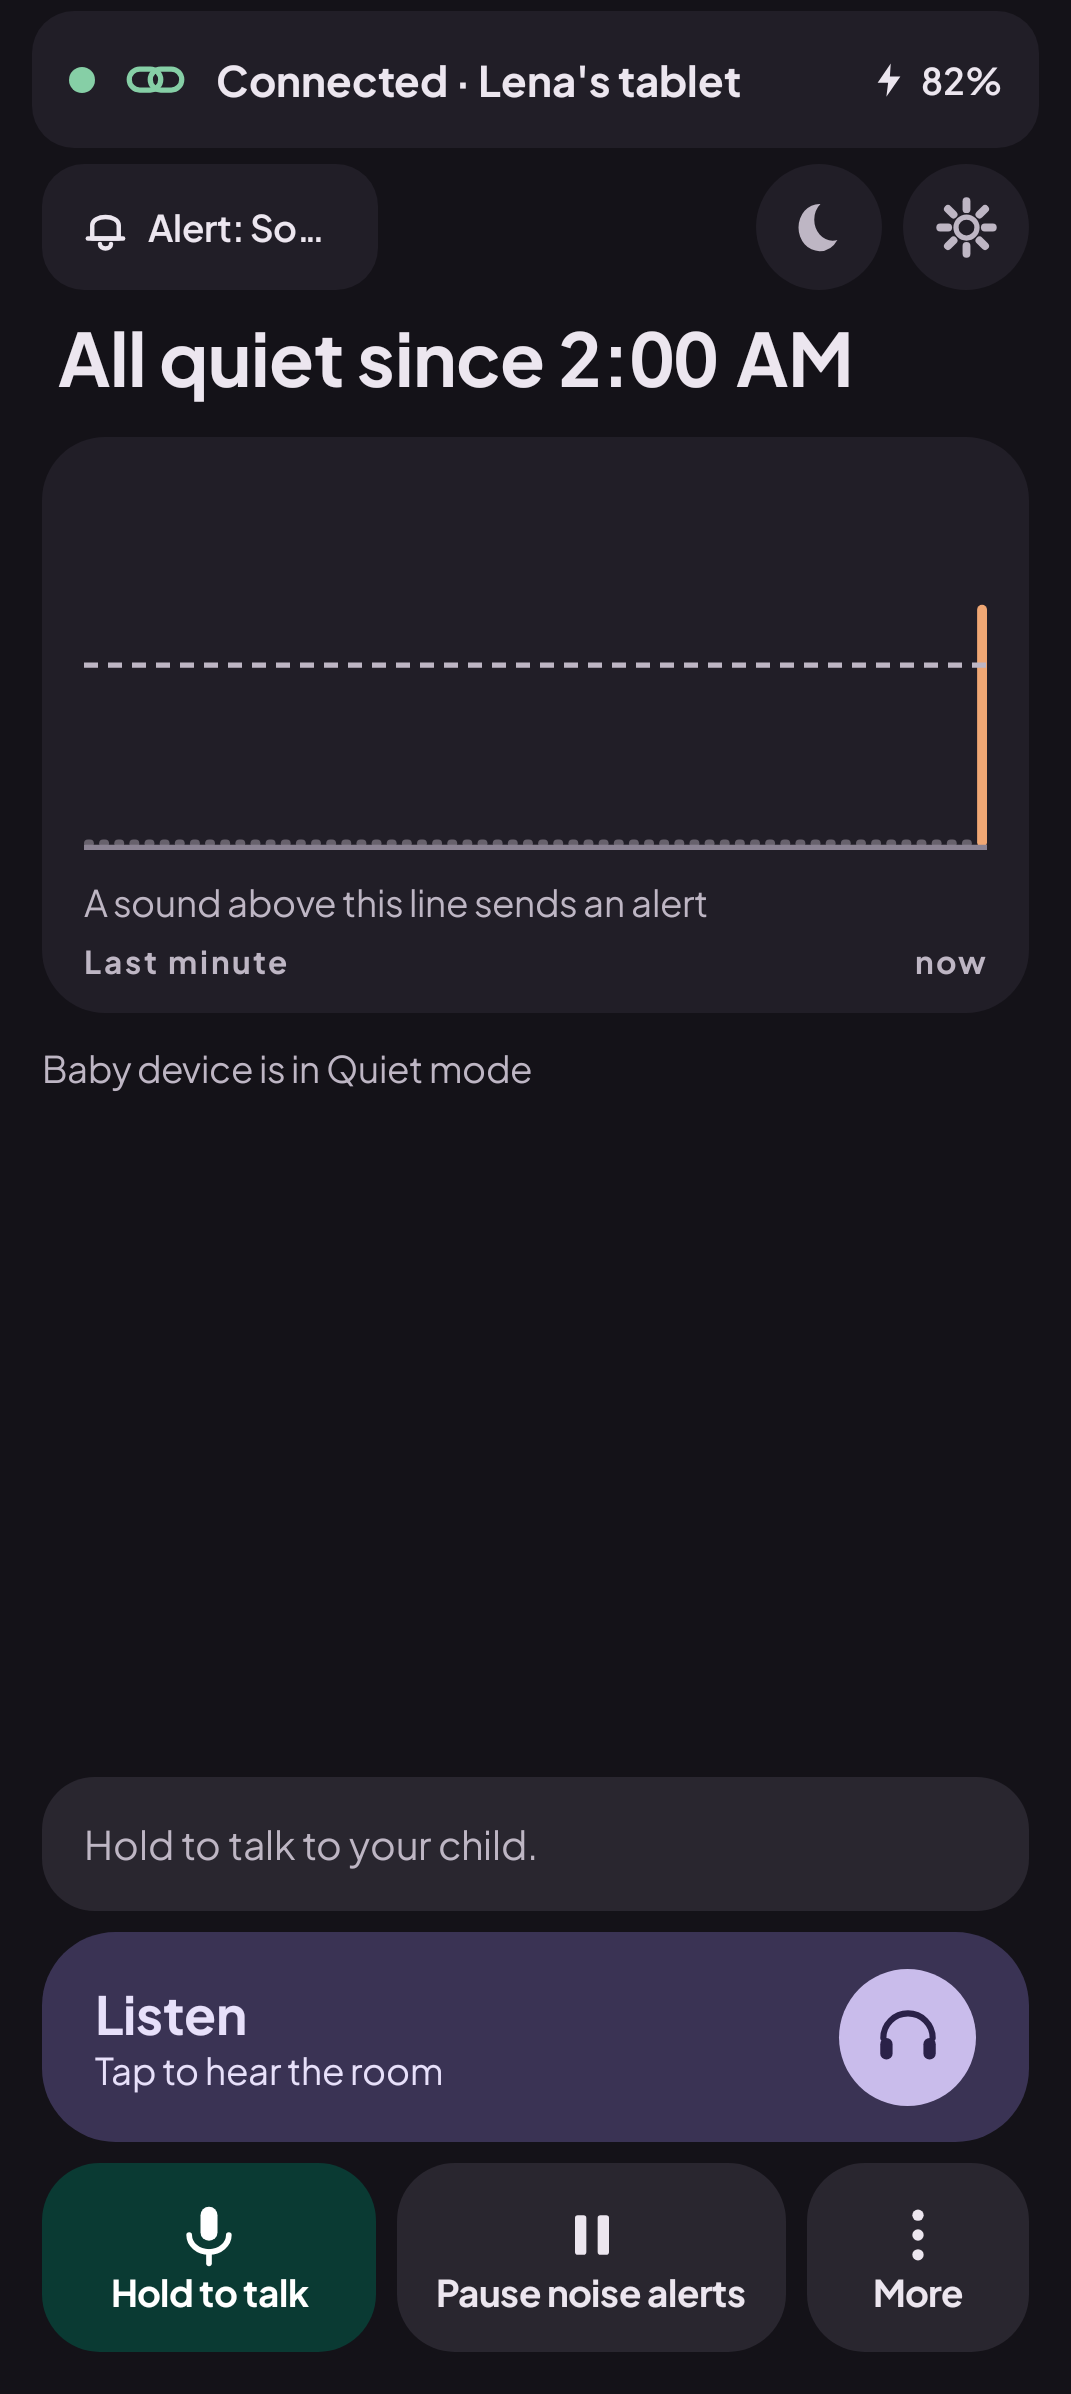 Connected · Lena's tablet
82%
Alert: So...
All quiet since 2:00 AM
A sound above this line sends an alert
Last minute
now
Baby device is in Quiet mode
Hold to talk to your child.
Listen
Tap to hear the room
Hold to talk
Pause noise alerts
More